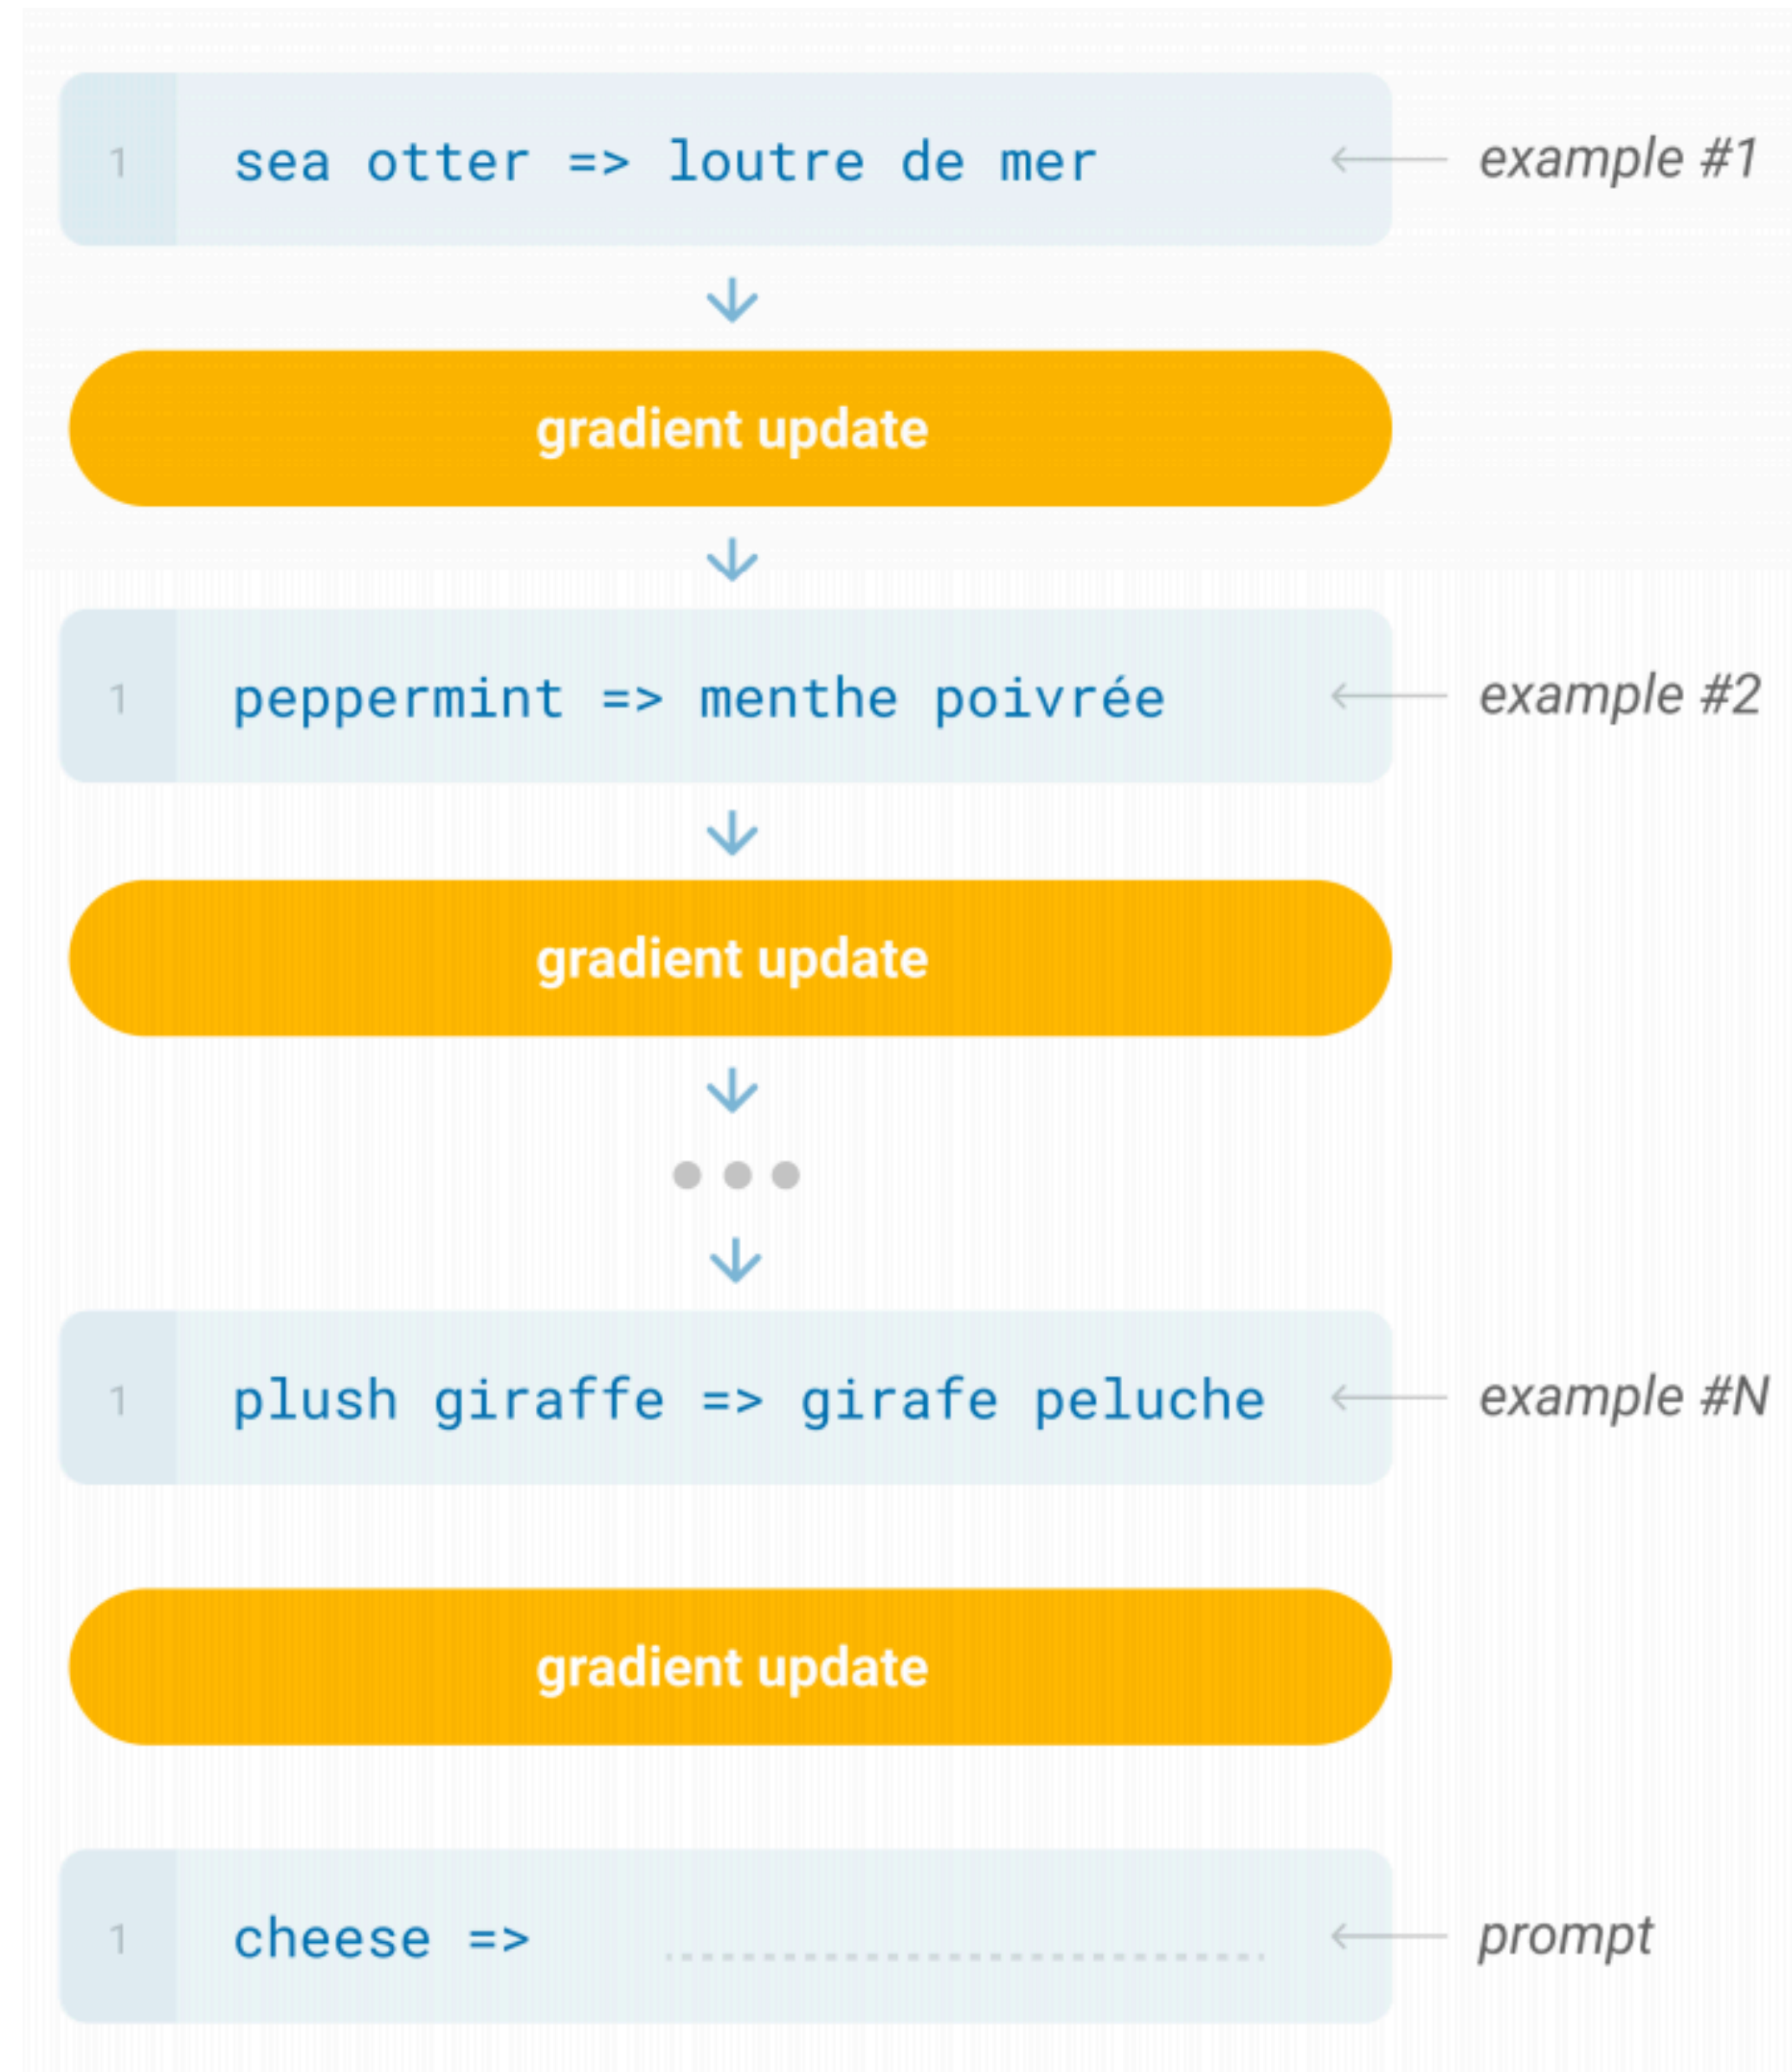 1 sea otter => loutre de mer example #1
gradient update
1 peppermint => menthe poivrée example #2
gradient update
1 plush giraffe => girafe peluche example #N
gradient update
1 cheese => prompt